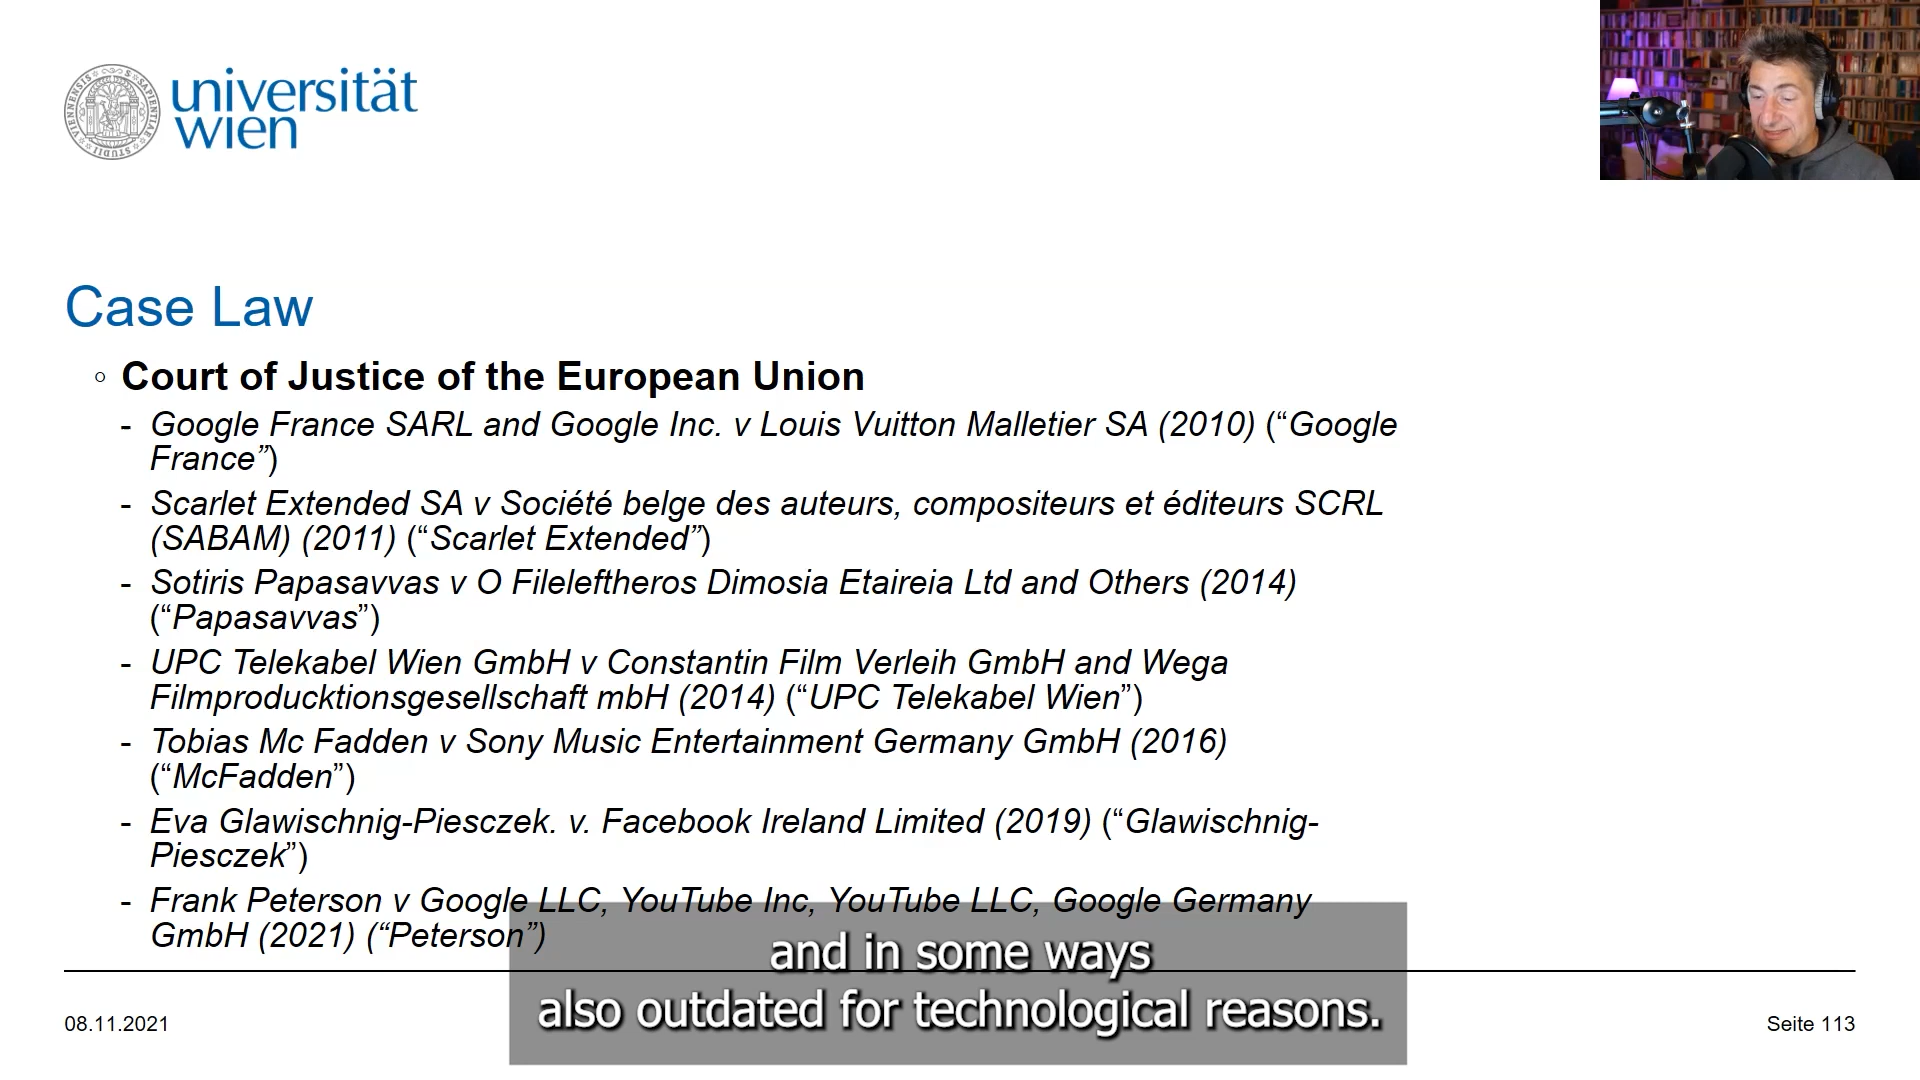 universität
wien
Case Law
◦ Court of Justice of the European Union
- Google France SARL and Google Inc. v Louis Vuitton Malletier SA (2010) (“Google
France”)
- Scarlet Extended SA v Société belge des auteurs, compositeurs et éditeurs SCRL
(SABAM) (2011) (“Scarlet Extended”)
- Sotiris Papasavvas v O Fileleftheros Dimosia Etaireia Ltd and Others (2014)
(“Papasavvas”)
- UPC Telekabel Wien GmbH v Constantin Film Verleih GmbH and Wega
Filmproducktionsgesellschaft mbH (2014) (“UPC Telekabel Wien”)
- Tobias Mc Fadden v Sony Music Entertainment Germany GmbH (2016)
(“McFadden”)
- Eva Glawischnig-Piesczek. v. Facebook Ireland Limited (2019) (“Glawischnig-
Piesczek”)
- Frank Peterson v Google LLC, YouTube Inc, YouTube LLC, Google Germany
GmbH (2021) (“Peterson”)
and in some ways
also outdated for technological reasons.
08.11.2021
Seite 113